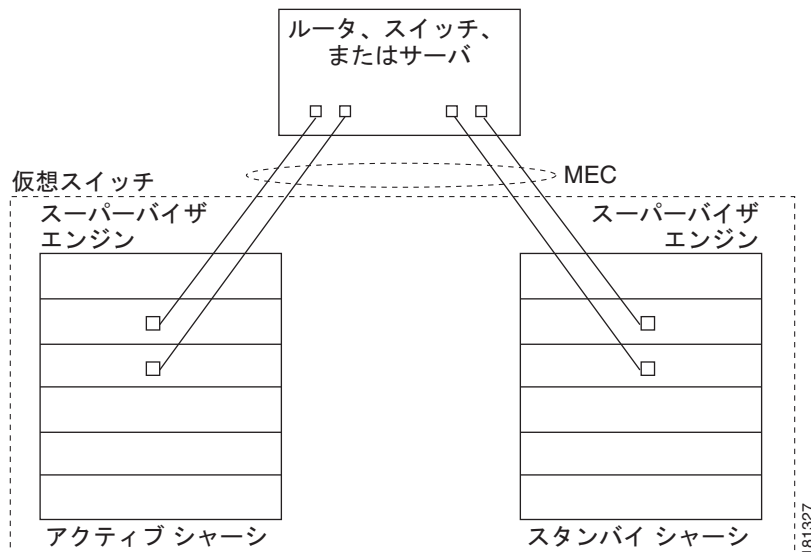 ルータ、スイッチ、
またはサーバ
MEC
仮想スイッチ
スーパーバイザ
エンジン
スーパーバイザ
エンジン
アクティブ シャーシ
スタンバイ シャーシ
181327